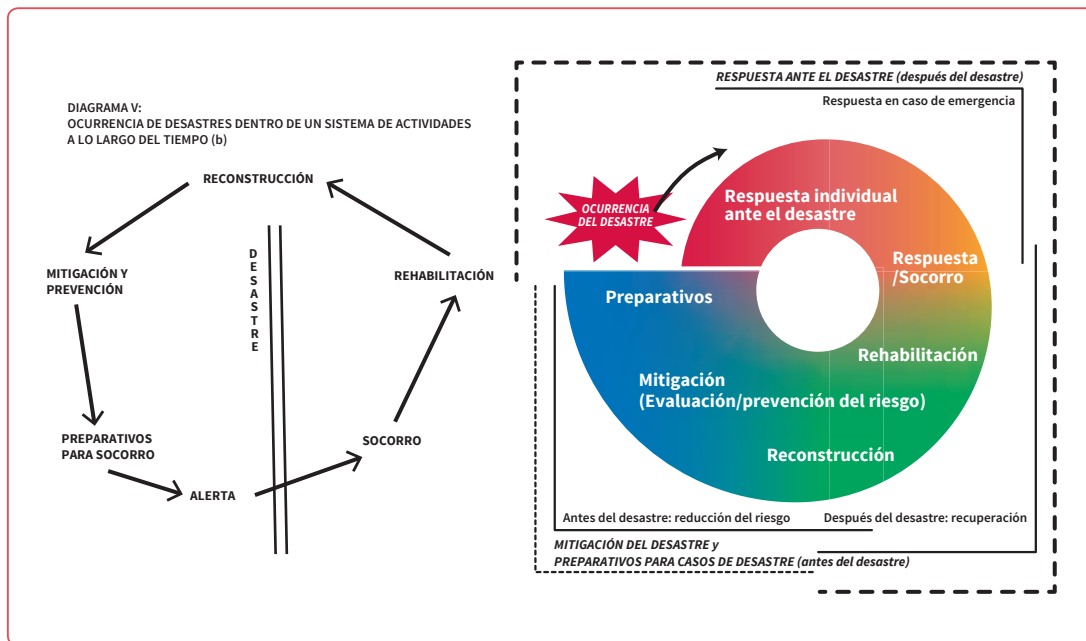 DIAGRAMA V:
OCURRENCIA DE DESASTRES DENTRO DE UN SISTEMA DE ACTIVIDADES
A LO LARGO DEL TIEMPO (b)
RECONSTRUCCIÓN
MITIGACIÓN Y
PREVENCIÓN
DESASTRE
REHABILITACIÓN
PREPARATIVOS
PARA SOCORRO
SOCORRO
ALERTA
RESPUESTA ANTE EL DESASTRE (después del desastre)
Respuesta en caso de emergencia
OCURRENCIA
DEL DESASTRE
Respuesta individual
ante el desastre
Respuesta
/Socorro
Preparativos
Rehabilitación
Mitigación
(Evaluación/prevención del riesgo)
Reconstrucción
Antes del desastre: reducción del riesgo
Después del desastre: recuperación
MITIGACIÓN DEL DESASTRE y
PREPARATIVOS PARA CASOS DE DESASTRE (antes del desastre)